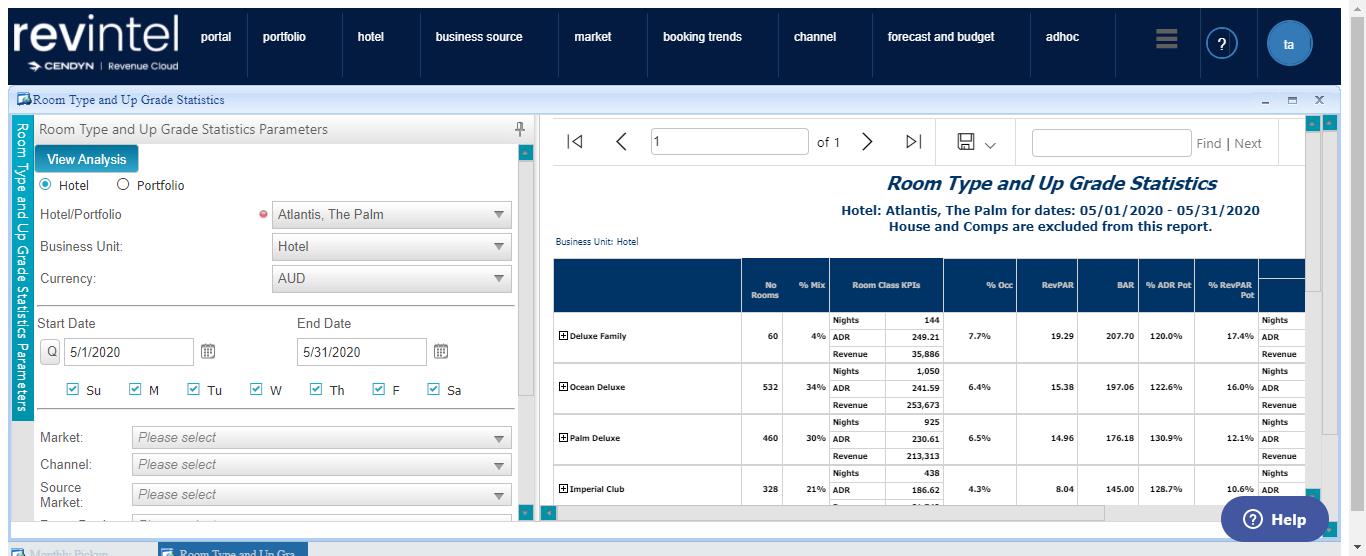 revintel
CENDYN | Revenue Cloud
portal
portfolio
hotel
business source
market
booking trends
channel
forecast and budget
adhoc
?
ta
Room Type and Up Grade Statistics
Room Type and Up Grade Statistics Parameters
Room Type and Up Grade Statistics Parameters
View Analysis
Hotel
Portfolio
Hotel/Portfolio
Atlantis, The Palm
Business Unit:
Hotel
Currency:
AUD
Start Date
End Date
Q
5/1/2020
5/31/2020
Su
M
Tu
W
Th
F
Sa
Market:
Please select
Channel:
Please select
Source
Market:
Please select
1
of 1
Find | Next
Room Type and Up Grade Statistics
Hotel: Atlantis, The Palm for dates: 05/01/2020 - 05/31/2020
House and Comps are excluded from this report.
Business Unit: Hotel
No Rooms % Mix Room Class KPIs % Occ RevPAR BAR % ADR Pot % RevPAR Pot
Nights 144 Nights
Deluxe Family 60 4% ADR 249.21 7.7% 19.29 207.70 120.0% 17.4% ADR
Revenue 35,886 Revenue
Nights 1,050 Nights
Ocean Deluxe 532 34% ADR 241.59 6.4% 15.38 197.06 122.6% 16.0% ADR
Revenue 253,673 Revenue
Nights 925 Nights
Palm Deluxe 460 30% ADR 230.61 6.5% 14.96 176.18 130.9% 12.1% ADR
Revenue 213,313 Revenue
Nights 438 Nights
Imperial Club 328 21% ADR 186.62 4.3% 8.04 145.00 128.7% 10.6% ADR
? Help
Monthly Pickup
Room Type and Up Gra